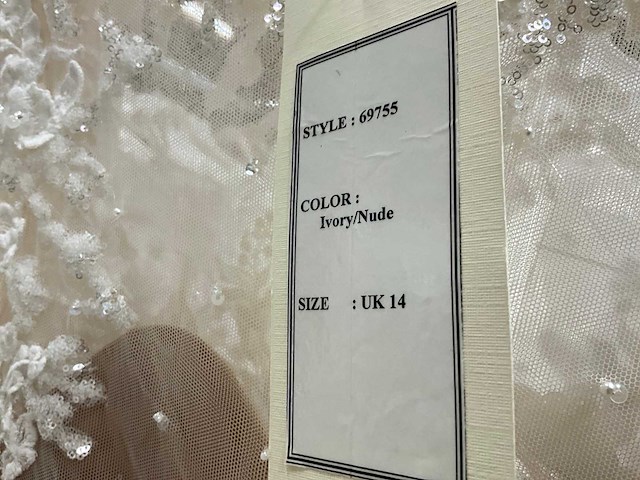 STYLE : 69755
COLOR :
Ivory/Nude
SIZE : UK 14